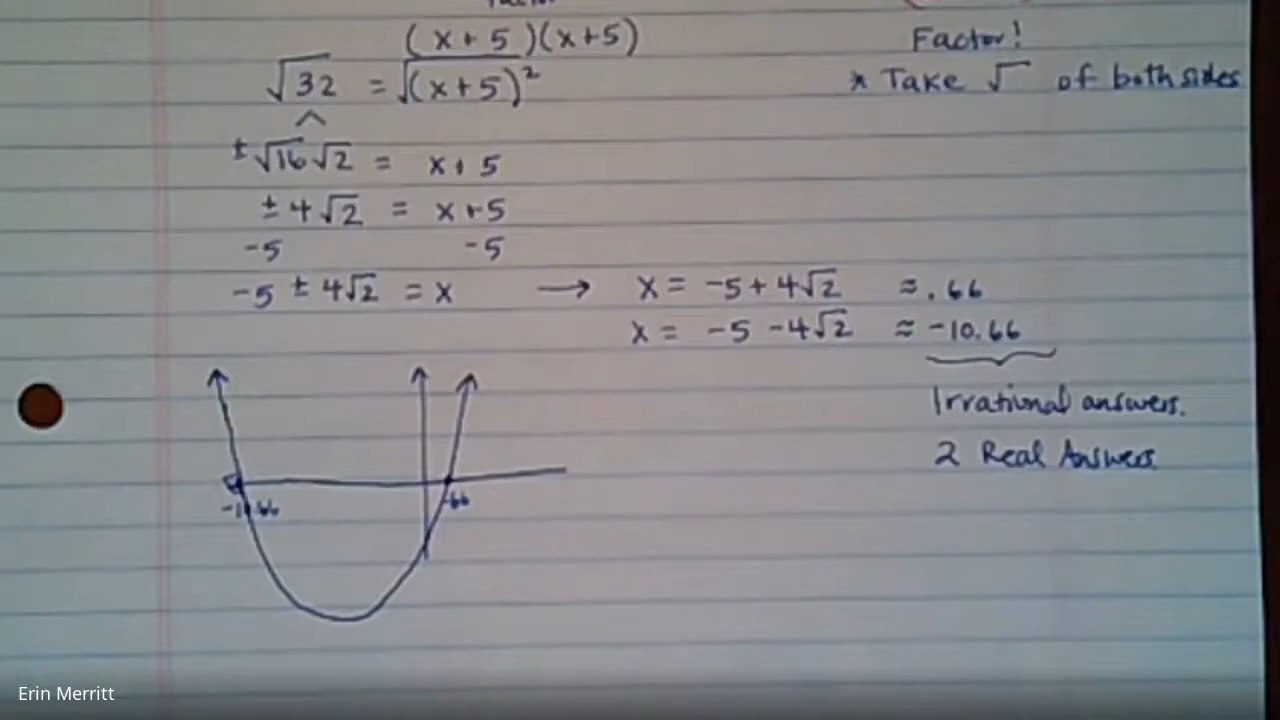 (x+5)(x+5)
Factor!
√32 = √(x+5)²
* Take √ of both sides
±√16√2 = x+5
±4√2 = x+5
-5 -5
-5 ± 4√2 = x → x = -5+4√2 ≈ .66
x = -5 -4√2 ≈ -10.66
Irrational answers.
2 Real Answers
-10.66 .66
Erin Merritt